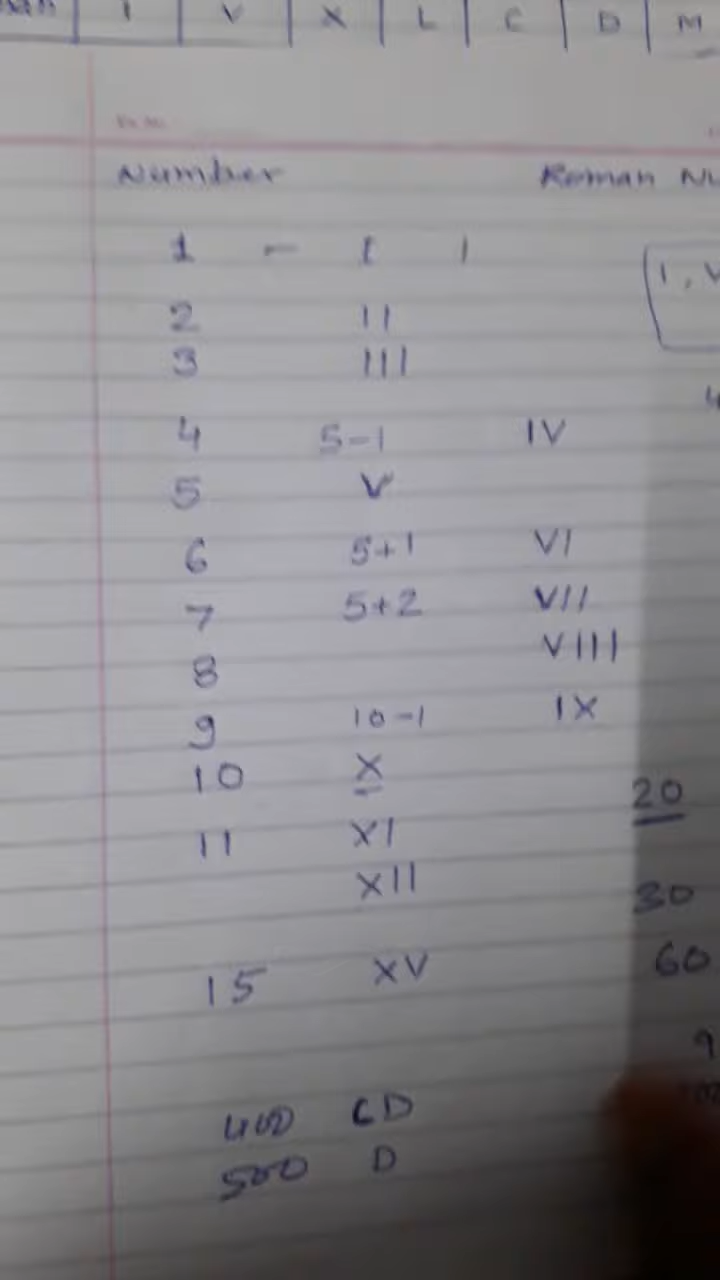 I V X L C D M
Number Roman Nu
1 - I I
I, V
2 II
3 III
4 5-1 IV
5 V
6 5+1 VI
7 5+2 VII
8 VIII
9 10-1 IX
10 X
20
11 XI
XII
30
15 XV
60
9
400 CD
500 D